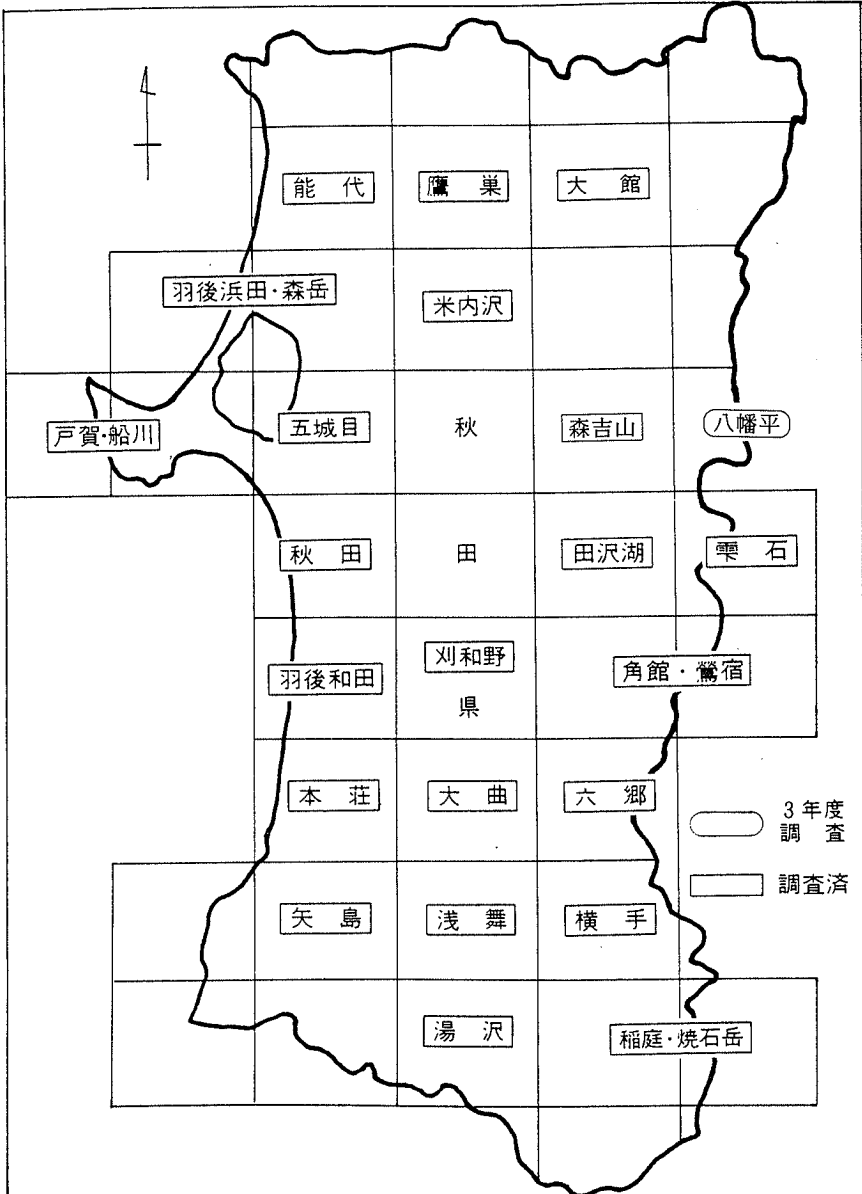 能代
鷹巣
大館
羽後浜田・森岳
米内沢
戸賀・船川
五城目
秋
森吉山
八幡平
秋田
田
田沢湖
雫石
羽後和田
刈和野
県
角館・鶯宿
本荘
大曲
六郷
3年度
調査
調査済
矢島
浅舞
横手
湯沢
稲庭・焼石岳